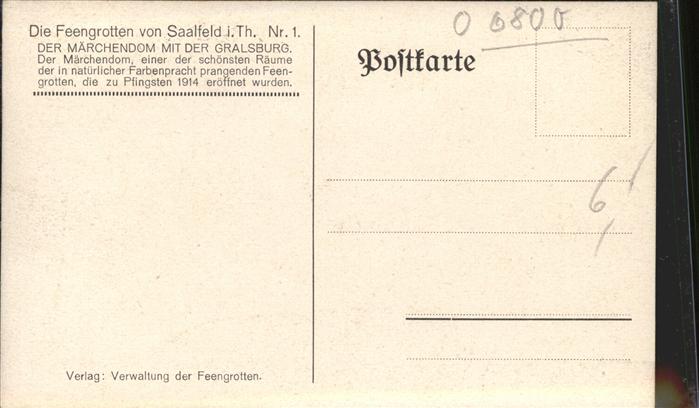 Die Feengrotten von Saalfeld i.Th. Nr. 1.
DER MÄRCHENDOM MIT DER GRALSBURG.
Der Märchendom, einer der schönsten Räume
der in natürlicher Farbenpracht prangenden Feen-
grotten, die zu Pfingsten 1914 eröffnet wurden.
Verlag: Verwaltung der Feengrotten.
O 6800
Poſtkarte
6